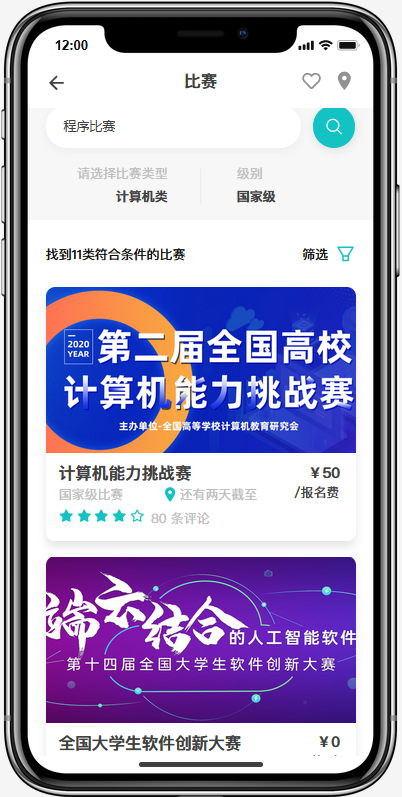 12:00
比赛
程序比赛
请选择比赛类型
计算机类
级别
国家级
找到11类符合条件的比赛
筛选
2020
YEAR
第二届全国高校
计算机能力挑战赛
主办单位-全国高等学校计算机教育研究会
计算机能力挑战赛
¥50
国家级比赛
还有两天截至
/报名费
80 条评论
端云结合的人工智能软件
第十四届全国大学生软件创新大赛
全国大学生软件创新大赛
¥0